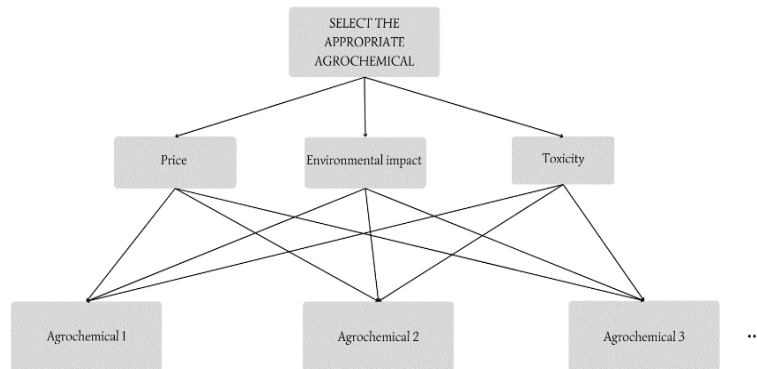 SELECT THE
APPROPRIATE
AGROCHEMICAL
Price
Environmental impact
Toxicity
Agrochemical 1
Agrochemical 2
Agrochemical 3
..